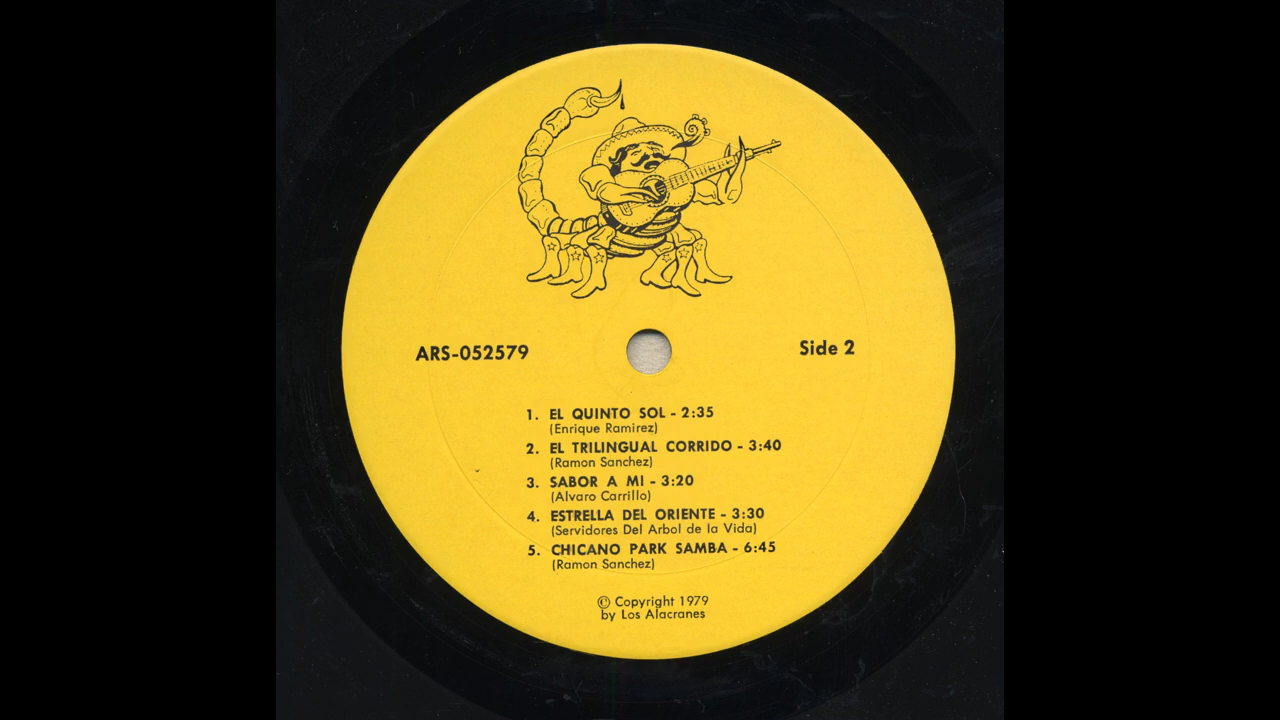 ARS-052579
Side 2
1. EL QUINTO SOL - 2:35
(Enrique Ramirez)
2. EL TRILINGUAL CORRIDO - 3:40
(Ramon Sanchez)
3. SABOR A MI - 3:20
(Alvaro Carrillo)
4. ESTRELLA DEL ORIENTE - 3:30
(Servidores Del Arbol de la Vida)
5. CHICANO PARK SAMBA - 6:45
(Ramon Sanchez)
© Copyright 1979
by Los Alacranes